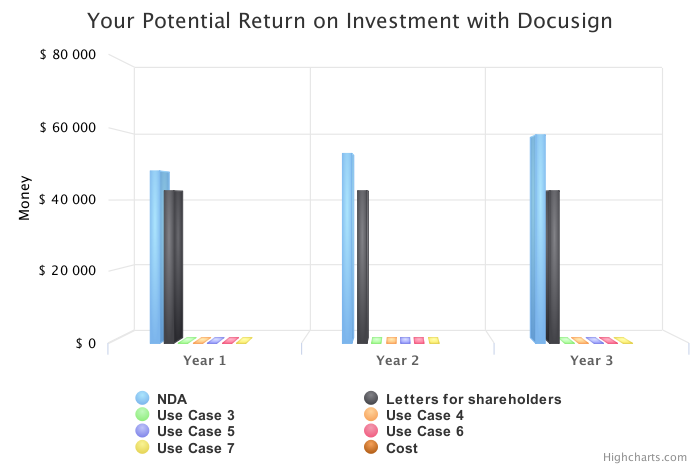 Your Potential Return on Investment with Docusign
$ 80 000
$ 60 000
$ 40 000
$ 20 000
$ 0
Money
Year 1 Year 2 Year 3
NDA Letters for shareholders
Use Case 3 Use Case 4
Use Case 5 Use Case 6
Use Case 7 Cost
Highcharts.com